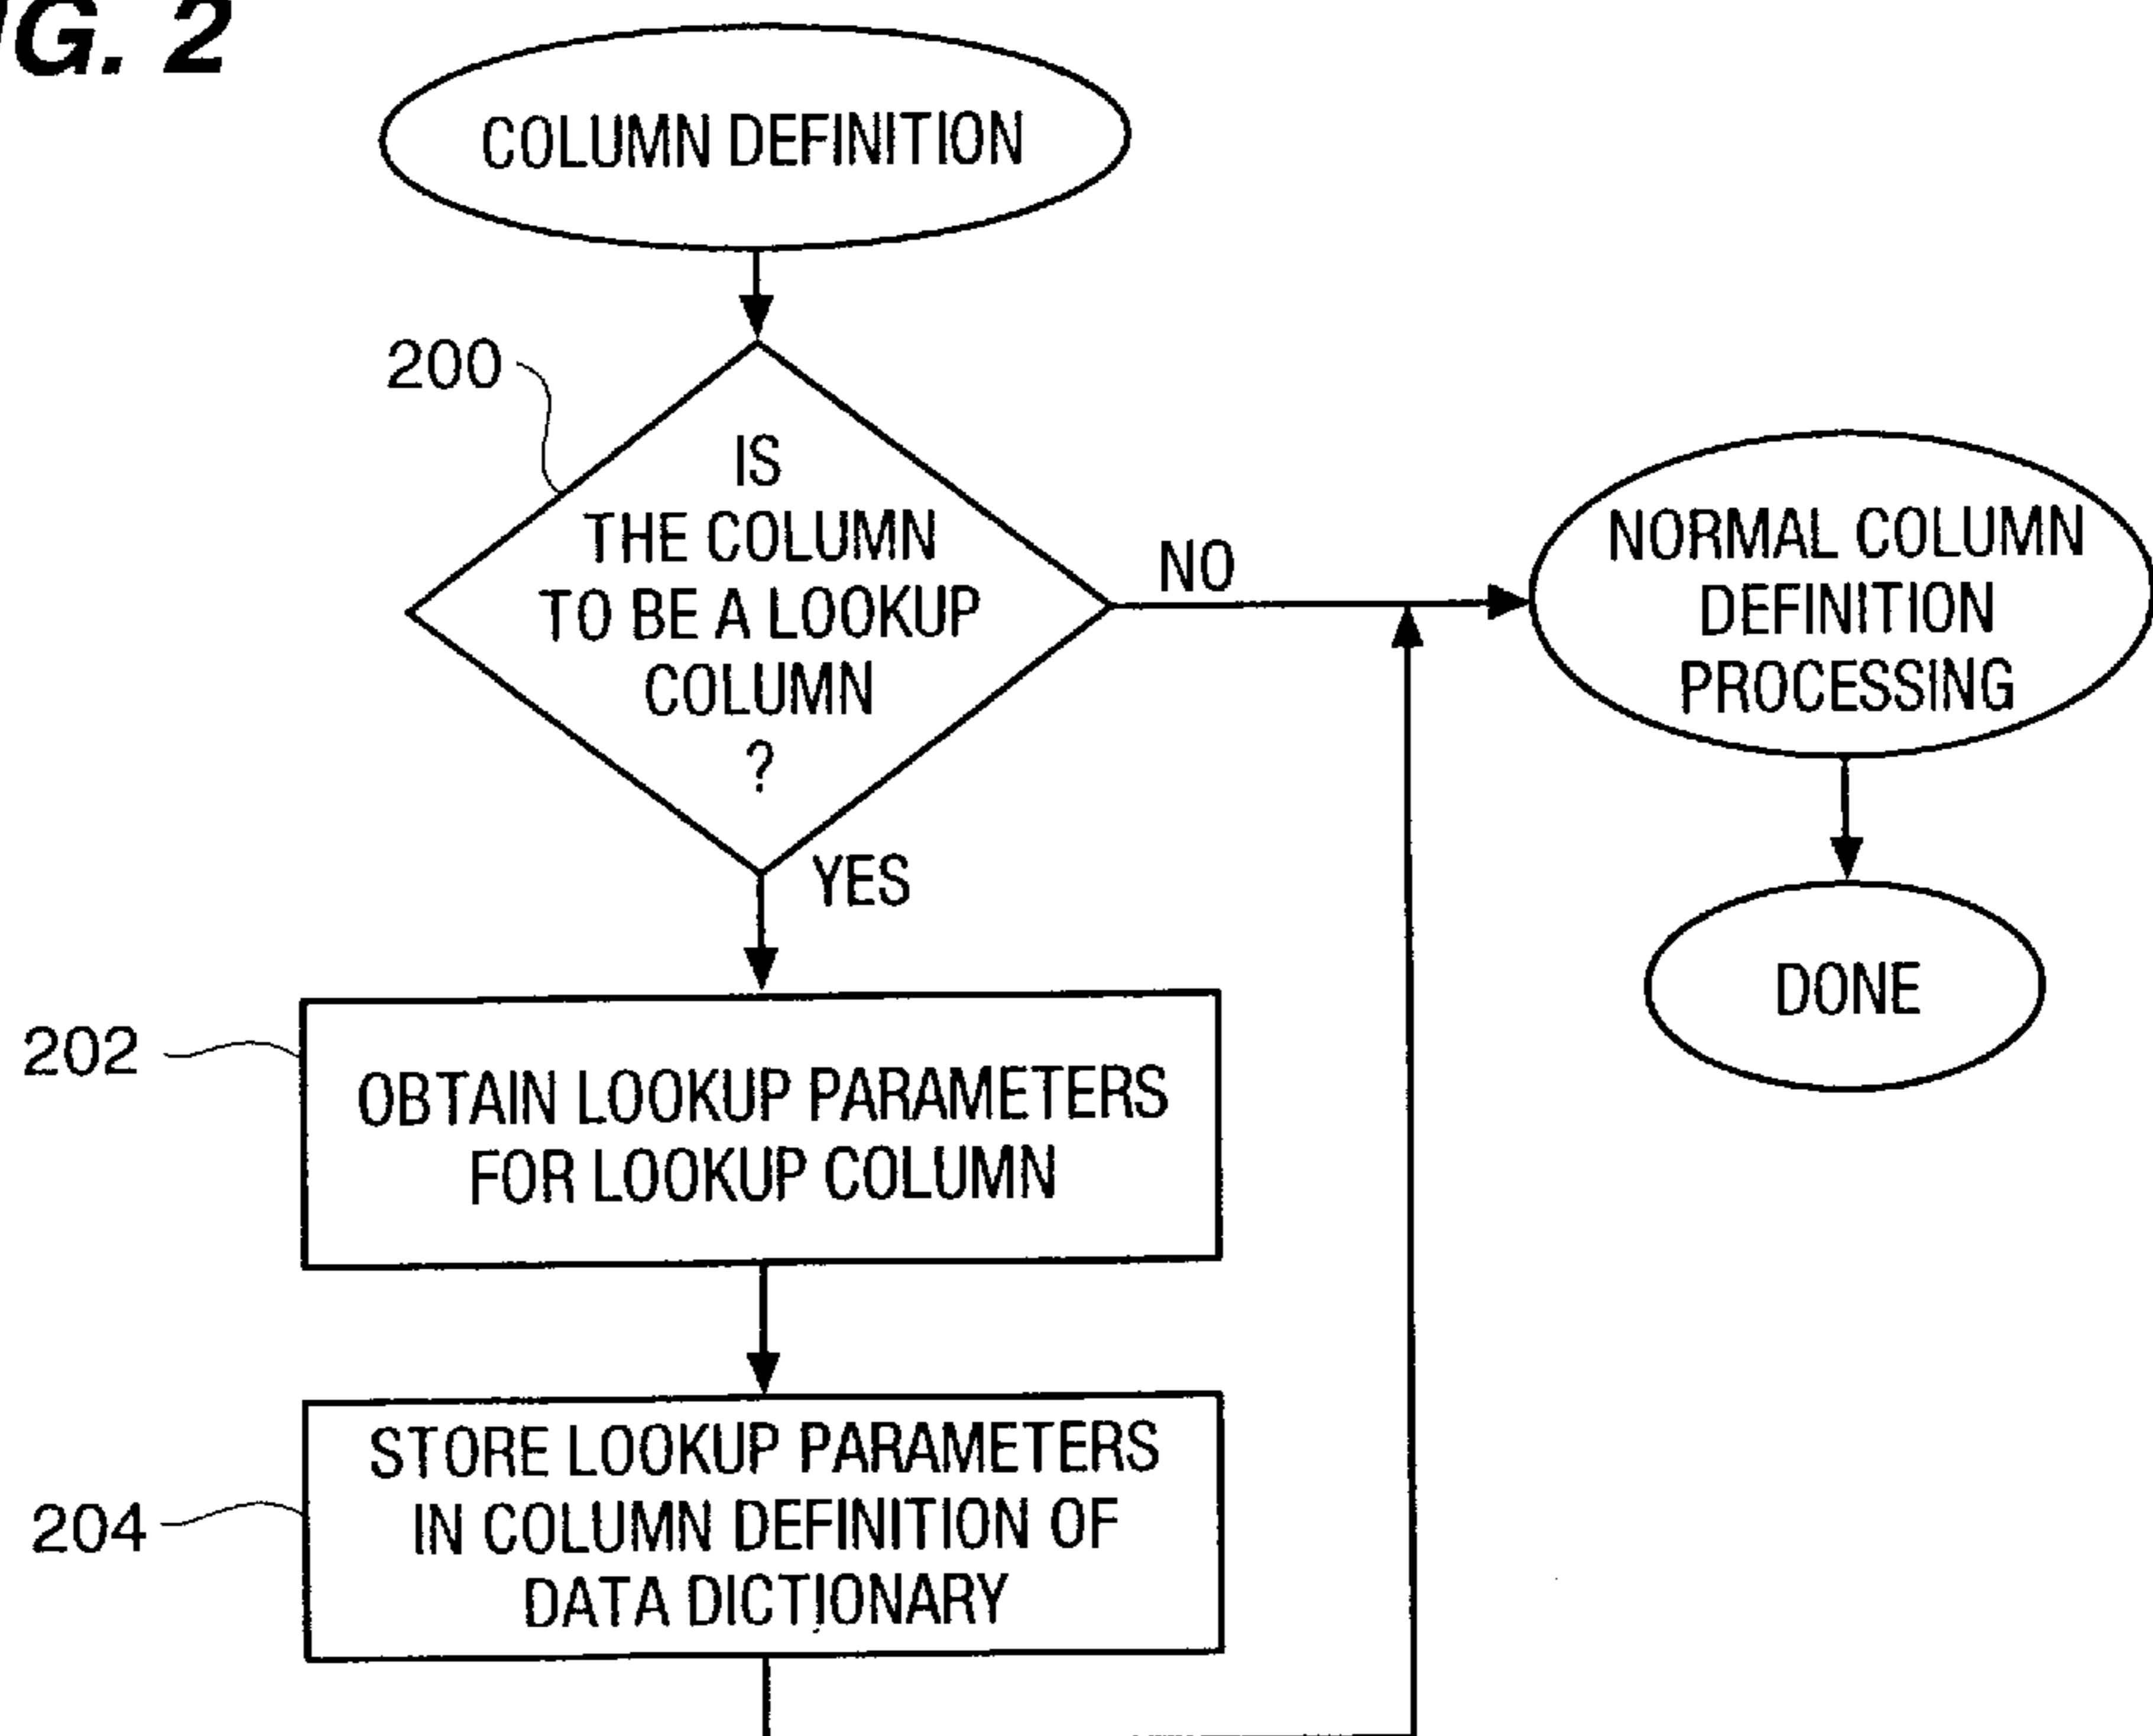 G. 2
COLUMN DEFINITION
200
IS
THE COLUMN
TO BE A LOOKUP
COLUMN
?
NO
YES
NORMAL COLUMN
DEFINITION
PROCESSING
DONE
202
OBTAIN LOOKUP PARAMETERS
FOR LOOKUP COLUMN
204
STORE LOOKUP PARAMETERS
IN COLUMN DEFINITION OF
DATA DICTIONARY